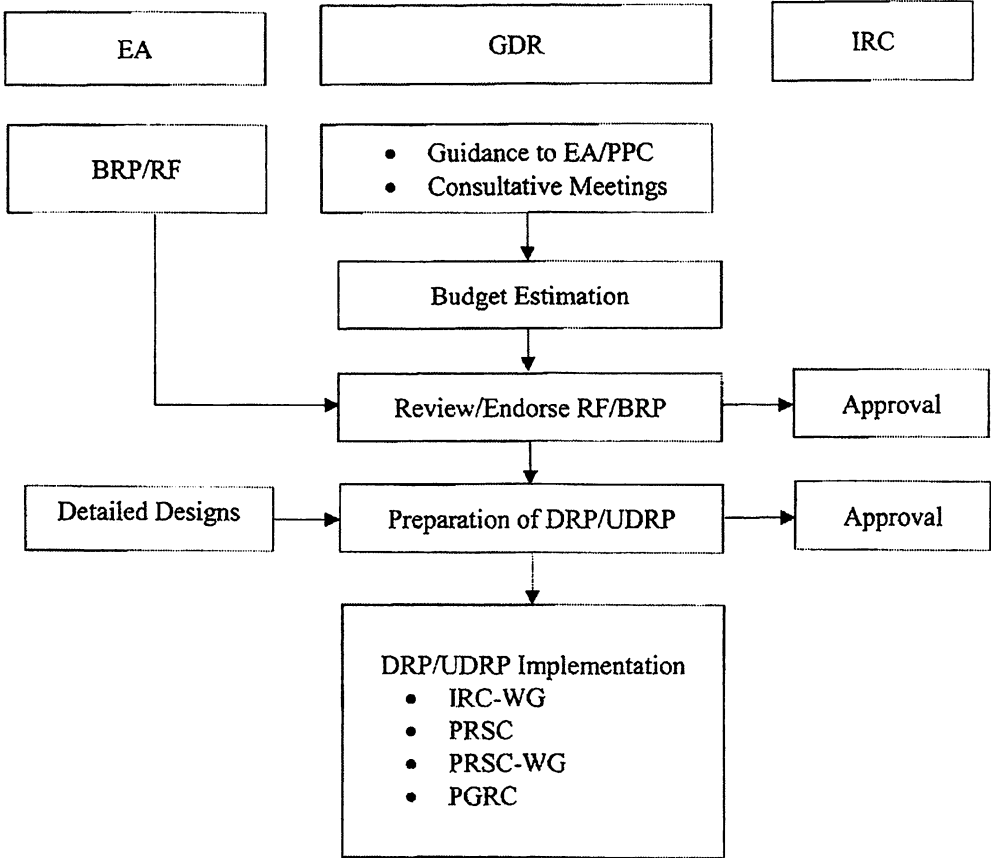 EA
GDR
IRC
BRP/RF
• Guidance to EA/PPC
• Consultative Meetings
Budget Estimation
Review/Endorse RF/BRP
Approval
Detailed Designs
Preparation of DRP/UDRP
Approval
DRP/UDRP Implementation
• IRC-WG
• PRSC
• PRSC-WG
• PGRC